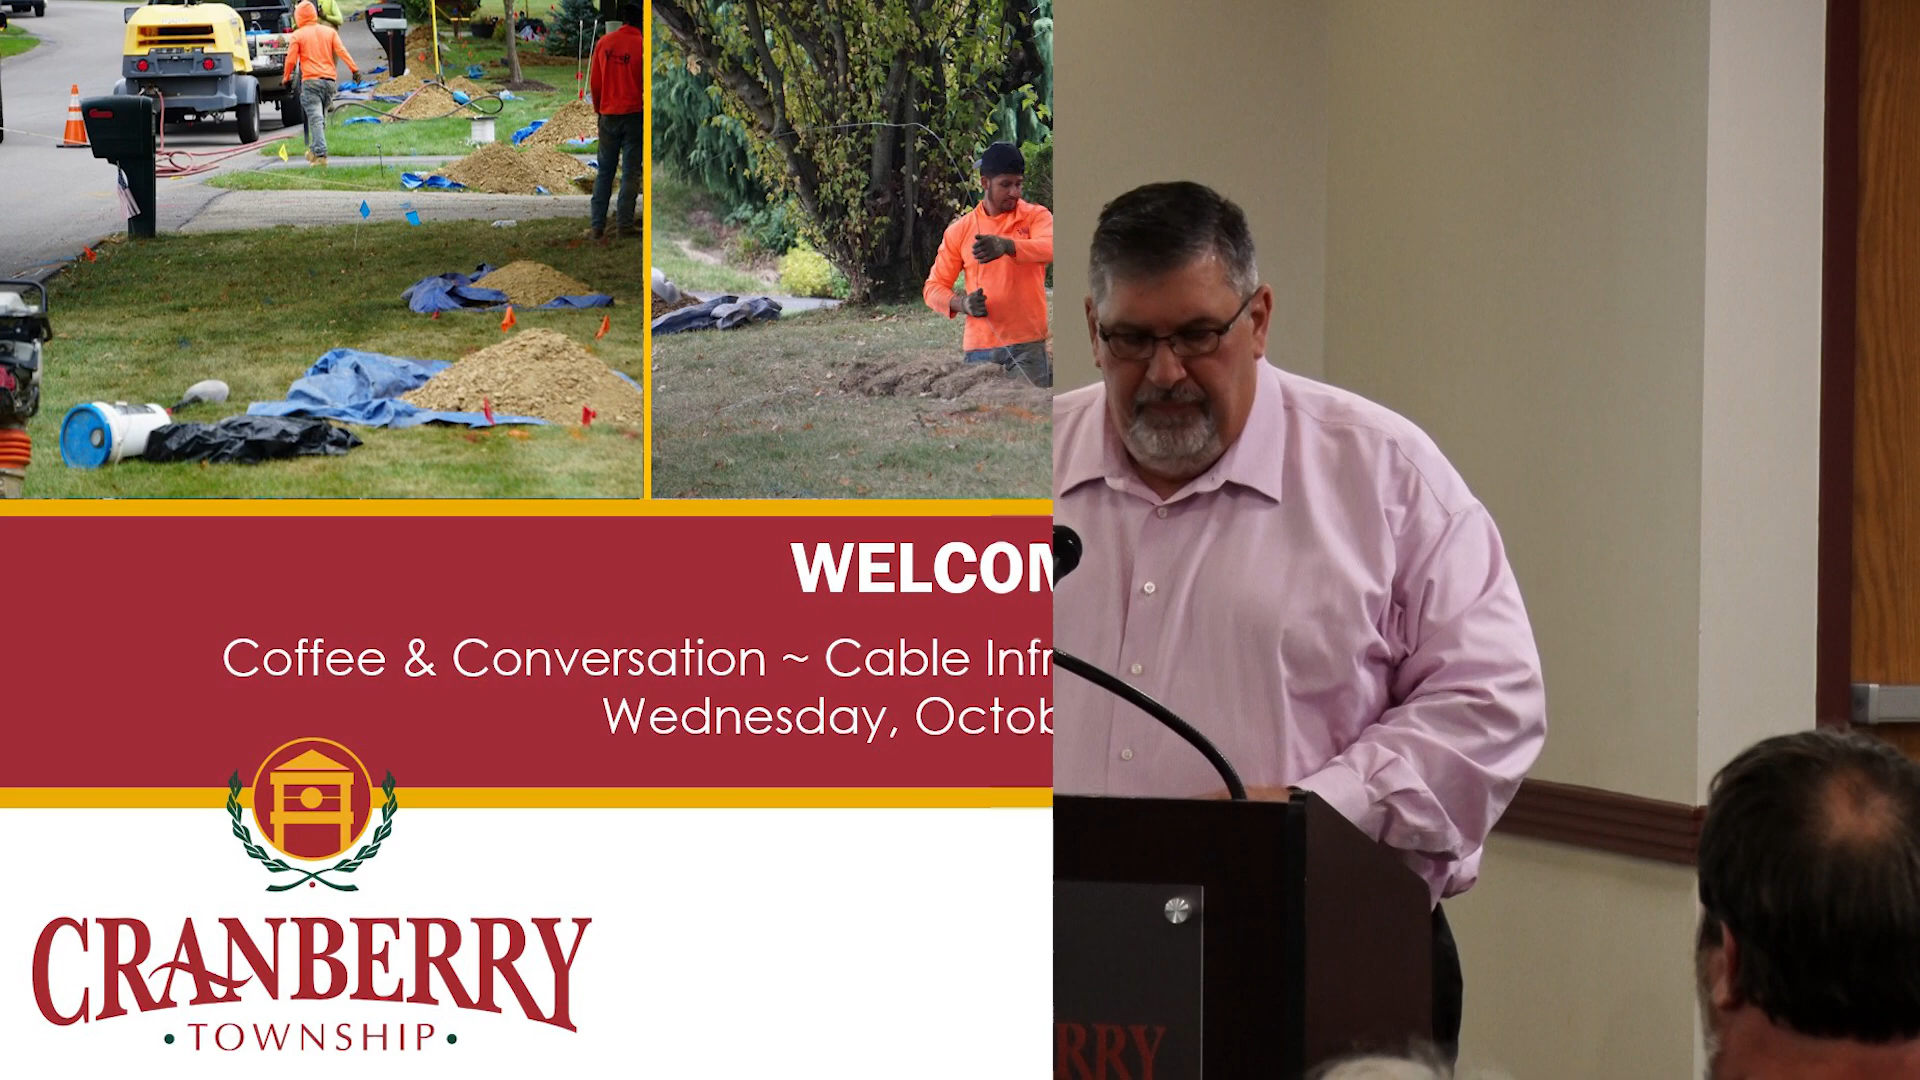 WELCOM
Coffee & Conversation ~ Cable Infr
Wednesday, Octob
CRANBERRY
• TOWNSHIP •
RRY